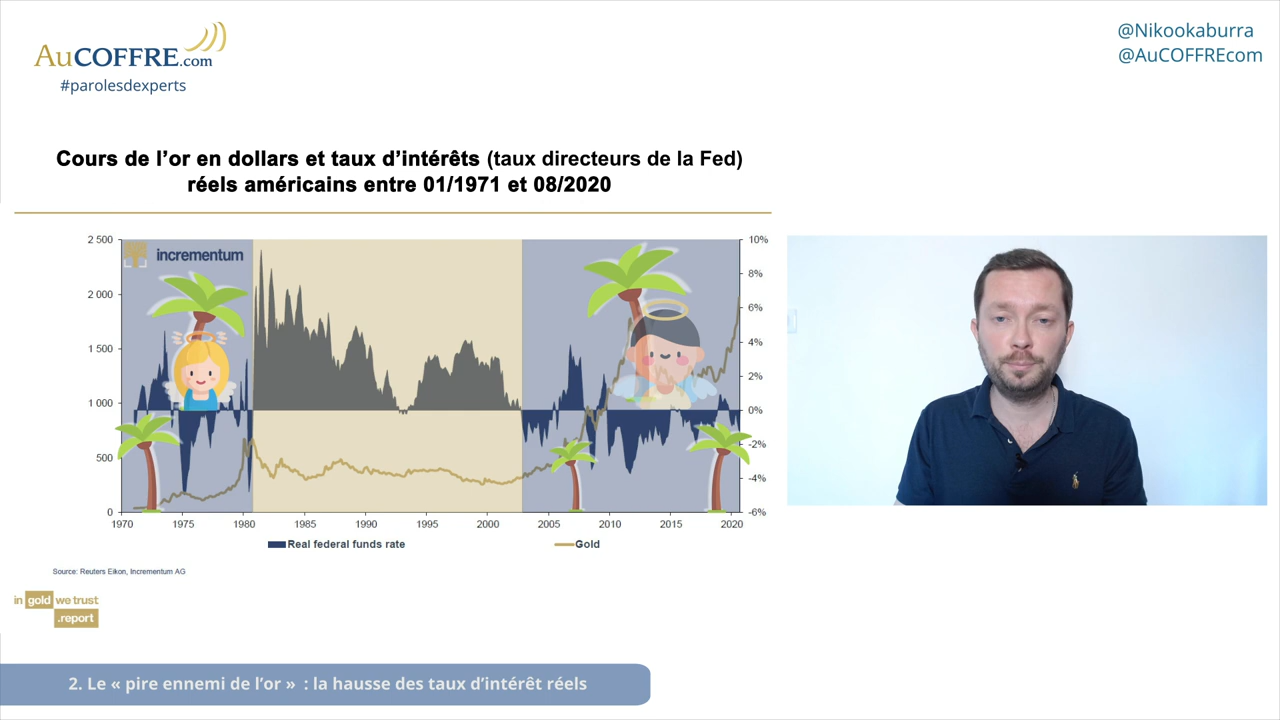 AuCOFFRE.com
#parolesdexperts
@Nikookaburra
@AuCOFFREcom
Cours de l’or en dollars et taux d’intérêts (taux directeurs de la Fed)
réels américains entre 01/1971 et 08/2020
incrementum
2 500
2 000
1 500
1 000
500
0
10%
8%
6%
4%
2%
0%
-2%
-4%
-6%
1970 1975 1980 1985 1990 1995 2000 2005 2010 2015 2020
Real federal funds rate Gold
Source: Reuters Eikon, Incrementum AG
in gold we trust
.report
2. Le « pire ennemi de l’or » : la hausse des taux d’intérêt réels